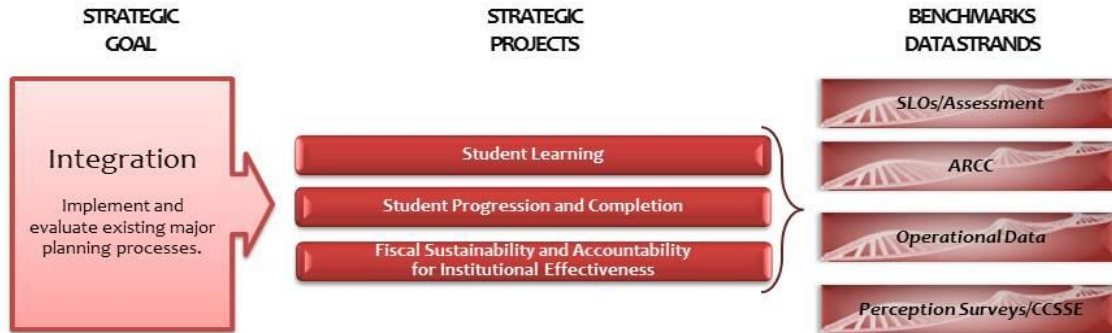 STRATEGIC
GOAL
STRATEGIC
PROJECTS
BENCHMARKS
DATA STRANDS
Integration
Implement and
evaluate existing major
planning processes.
Student Learning
Student Progression and Completion
Fiscal Sustainability and Accountability
for Institutional Effectiveness
SLOs/Assessment
ARCC
Operational Data
Perception Surveys/CCSSE